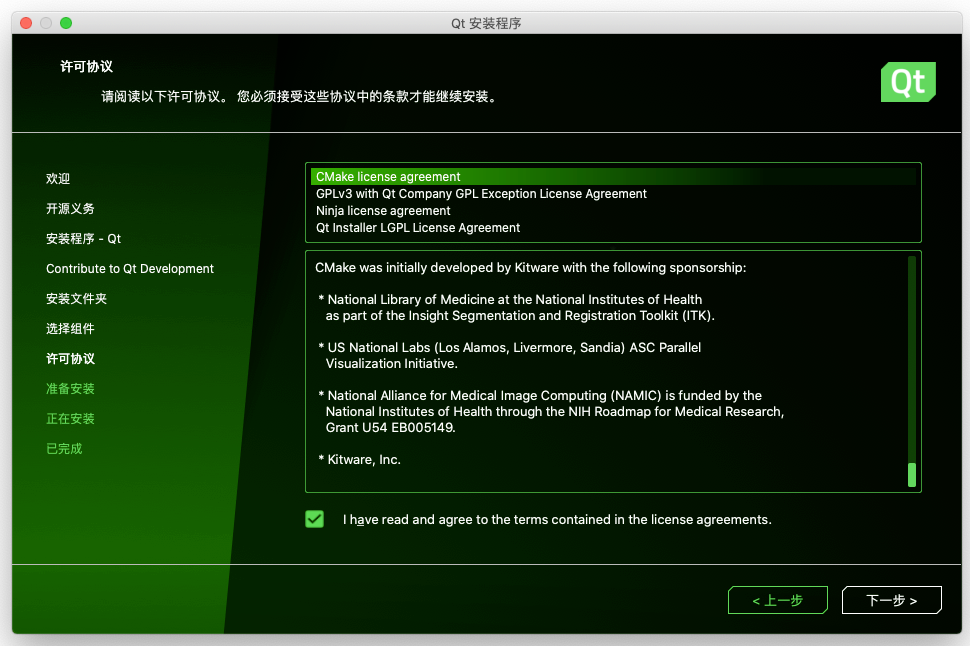 Qt 安装程序
许可协议
请阅读以下许可协议。 您必须接受这些协议中的条款才能继续安装。
Qt
欢迎
开源义务
安装程序 - Qt
Contribute to Qt Development
安装文件夹
选择组件
许可协议
准备安装
正在安装
已完成
CMake license agreement
GPLv3 with Qt Company GPL Exception License Agreement
Ninja license agreement
Qt Installer LGPL License Agreement
CMake was initially developed by Kitware with the following sponsorship:
* National Library of Medicine at the National Institutes of Health
as part of the Insight Segmentation and Registration Toolkit (ITK).
* US National Labs (Los Alamos, Livermore, Sandia) ASC Parallel
Visualization Initiative.
* National Alliance for Medical Image Computing (NAMIC) is funded by the
National Institutes of Health through the NIH Roadmap for Medical Research,
Grant U54 EB005149.
* Kitware, Inc.
I have read and agree to the terms contained in the license agreements.
< 上一步
下一步 >